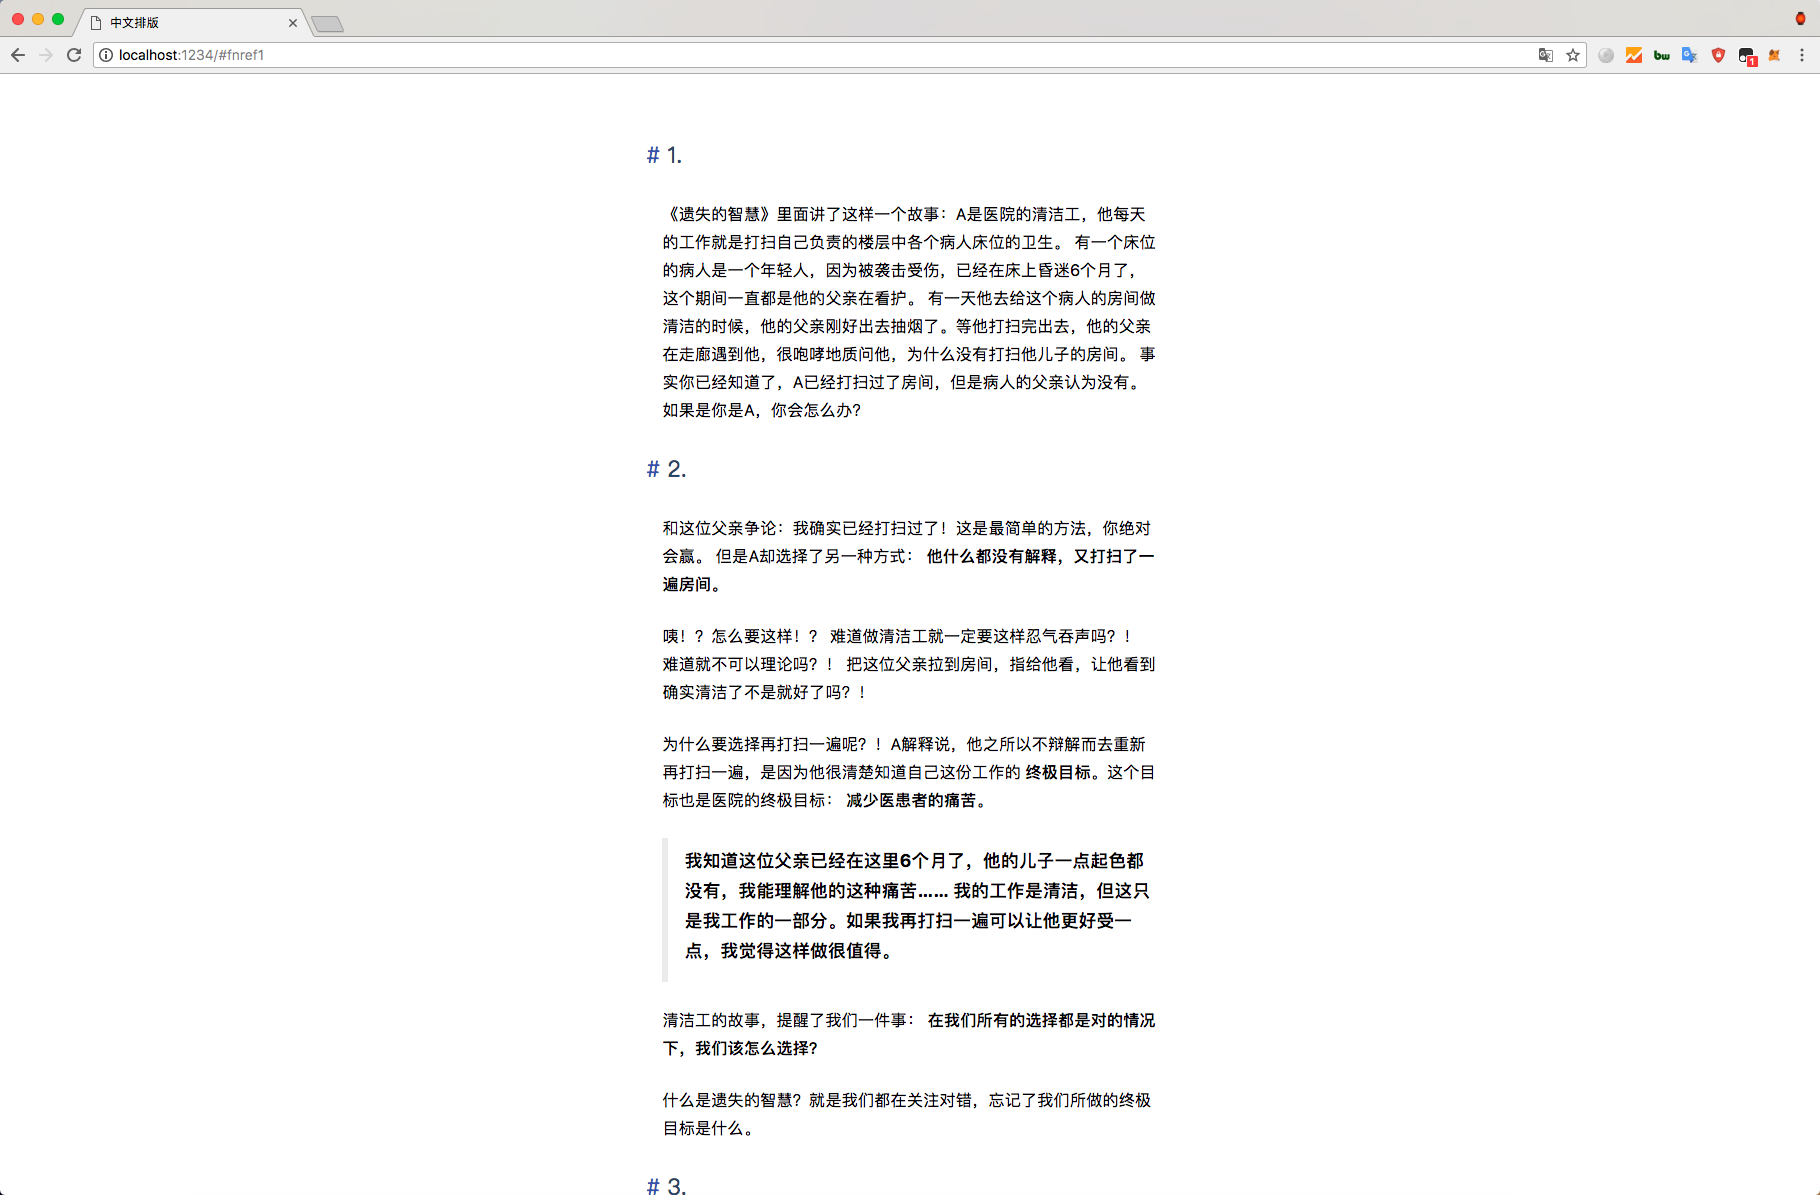 中文排版
localhost:1234/#fnref1
bw
1
# 1.
《遗失的智慧》里面讲了这样一个故事：A是医院的清洁工，他每天
的工作就是打扫自己负责的楼层中各个病人床位的卫生。 有一个床位
的病人是一个年轻人，因为被袭击受伤，已经在床上昏迷6个月了，
这个期间一直都是他的父亲在看护。 有一天他去给这个病人的房间做
清洁的时候，他的父亲刚好出去抽烟了。等他打扫完出去，他的父亲
在走廊遇到他，很咆哮地质问他，为什么没有打扫他儿子的房间。 事
实你已经知道了，A已经打扫过了房间，但是病人的父亲认为没有。
如果是你是A，你会怎么办?
# 2.
和这位父亲争论：我确实已经打扫过了！这是最简单的方法，你绝对
会赢。 但是A却选择了另一种方式： 他什么都没有解释，又打扫了一
遍房间。
咦！？怎么要这样！？ 难道做清洁工就一定要这样忍气吞声吗？！
难道就不可以理论吗？！ 把这位父亲拉到房间，指给他看，让他看到
确实清洁了不是就好了吗？！
为什么要选择再打扫一遍呢？！A解释说，他之所以不辩解而去重新
再打扫一遍，是因为他很清楚知道自己这份工作的 终极目标。这个目
标也是医院的终极目标： 减少医患者的痛苦。
我知道这位父亲已经在这里6个月了，他的儿子一点起色都
没有，我能理解他的这种痛苦…… 我的工作是清洁，但这只
是我工作的一部分。如果我再打扫一遍可以让他更好受一
点，我觉得这样做很值得。
清洁工的故事，提醒了我们一件事： 在我们所有的选择都是对的情况
下，我们该怎么选择?
什么是遗失的智慧？就是我们都在关注对错，忘记了我们所做的终极
目标是什么。
# 3.